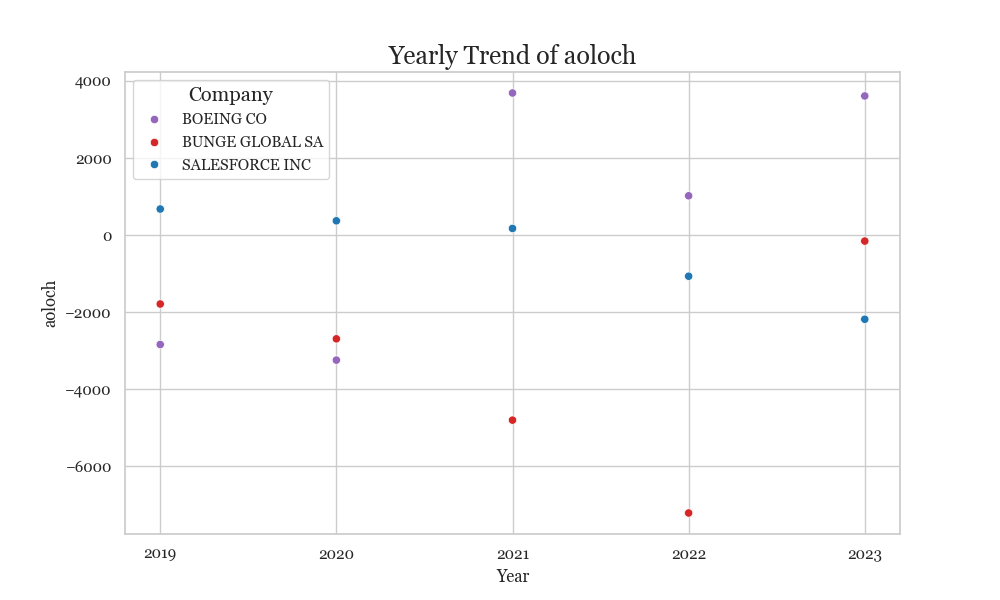 Yearly Trend of aoloch
Company
BOEING CO
BUNGE GLOBAL SA
SALESFORCE INC
aoloch
4000
2000
0
−2000
−4000
−6000
2019 2020 2021 2022 2023
Year